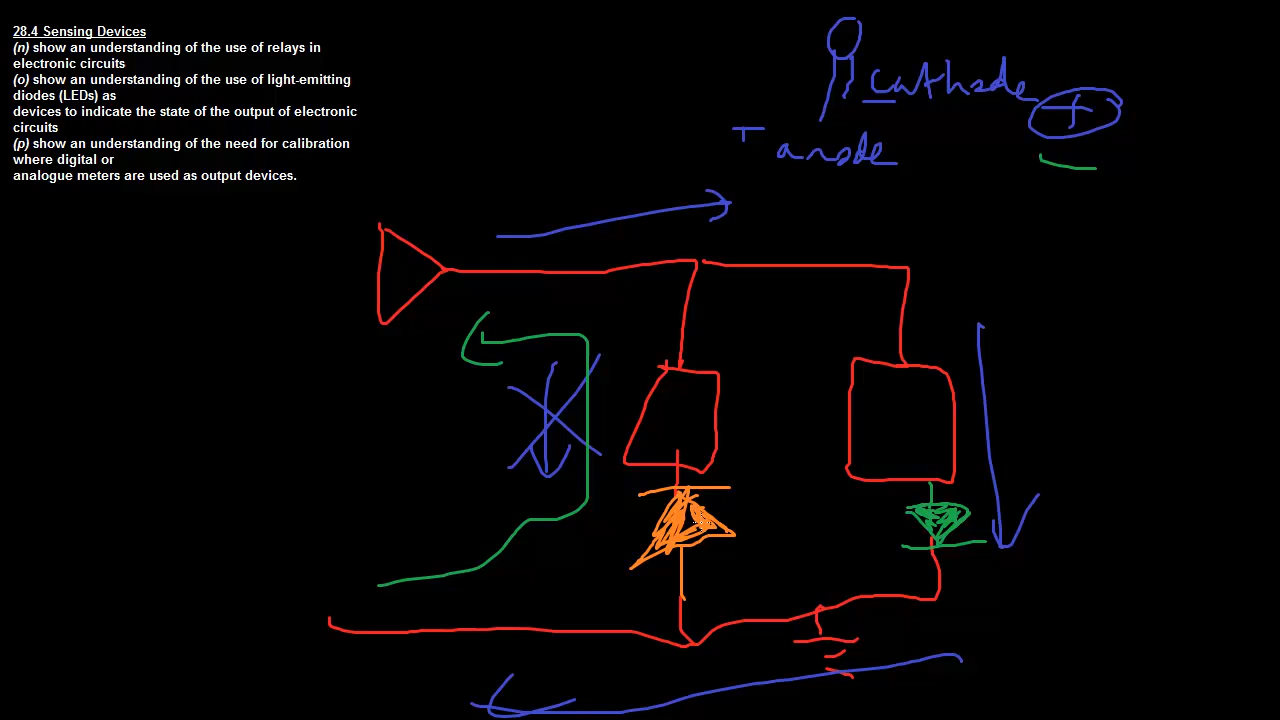 28.4 Sensing Devices
(n) show an understanding of the use of relays in
electronic circuits
(o) show an understanding of the use of light-emitting
diodes (LEDs) as
devices to indicate the state of the output of electronic
circuits
(p) show an understanding of the need for calibration
where digital or
analogue meters are used as output devices.
cathode +
anode